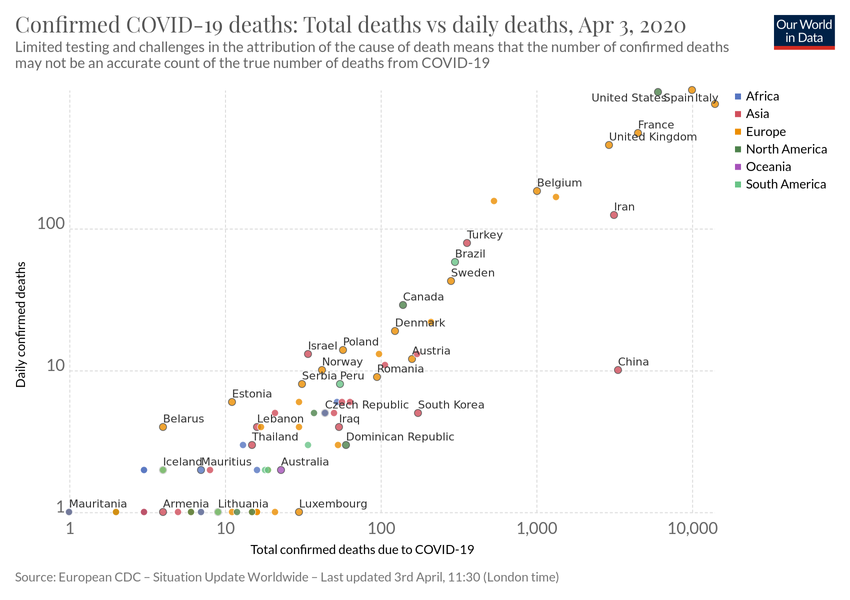 Confirmed COVID-19 deaths: Total deaths vs daily deaths, Apr 3, 2020
Our World
in Data
Limited testing and challenges in the attribution of the cause of death means that the number of confirmed deaths
may not be an accurate count of the true number of deaths from COVID-19
United States Spain Italy
Africa
Asia
Europe
North America
Oceania
South America
France
United Kingdom
Belgium
Iran
100
Turkey
Brazil
Sweden
Canada
Denmark
Daily confirmed deaths
Israel Poland Austria
10
Norway Romania China
Serbia Peru
Estonia
Czech Republic South Korea
Belarus Lebanon Iraq
Thailand Dominican Republic
Iceland Mauritius Australia
1
Mauritania Armenia Lithuania Luxembourg
1 10 100 1,000 10,000
Total confirmed deaths due to COVID-19
Source: European CDC – Situation Update Worldwide – Last updated 3rd April, 11:30 (London time)